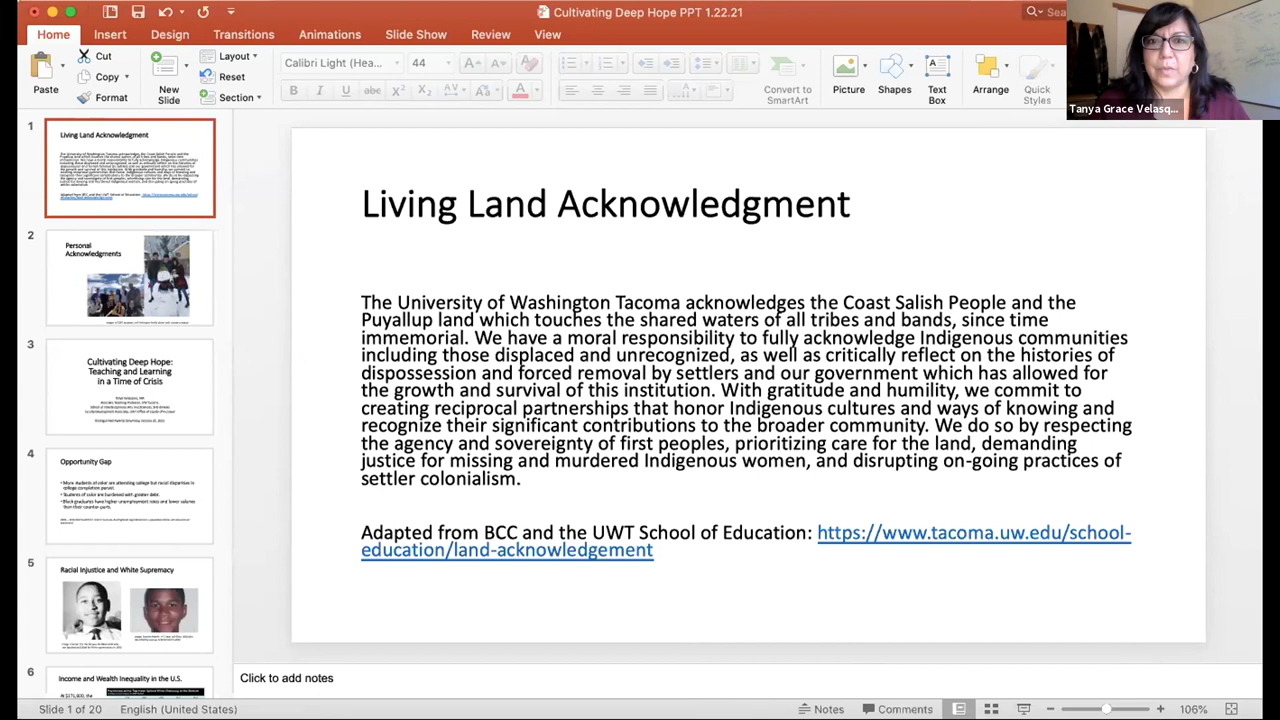 Cultivating Deep Hope PPT 1.22.21
Sea
Home Insert Design Transitions Animations Slide Show Review View
Paste
Cut
Copy
Format
New
Slide
Layout
Reset
Section
Calibri Light (Hea...
44
Convert to
SmartArt
Picture
Shapes
Text
Box
Arrange
Quick
Styles
Tanya Grace Velasq...
1
Living Land Acknowledgment
2
Personal
Acknowledgments
3
Cultivating Deep Hope:
Teaching and Learning
in a Time of Crisis
4
Opportunity Gap
5
Racial Injustice and White Supremacy
6
Income and Wealth Inequality in the U.S.
Living Land Acknowledgment
The University of Washington Tacoma acknowledges the Coast Salish People and the
Puyallup land which touches the shared waters of all tribes and bands, since time
immemorial. We have a moral responsibility to fully acknowledge Indigenous communities
including those displaced and unrecognized, as well as critically reflect on the histories of
dispossession and forced removal by settlers and our government which has allowed for
the growth and survival of this institution. With gratitude and humility, we commit to
creating reciprocal partnerships that honor Indigenous cultures and ways of knowing and
recognize their significant contributions to the broader community. We do so by respecting
the agency and sovereignty of first peoples, prioritizing care for the land, demanding
justice for missing and murdered Indigenous women, and disrupting on-going practices of
settler colonialism.
Adapted from BCC and the UWT School of Education: https://www.tacoma.uw.edu/school-
education/land-acknowledgement
Click to add notes
Slide 1 of 20 English (United States)
Notes Comments 106%